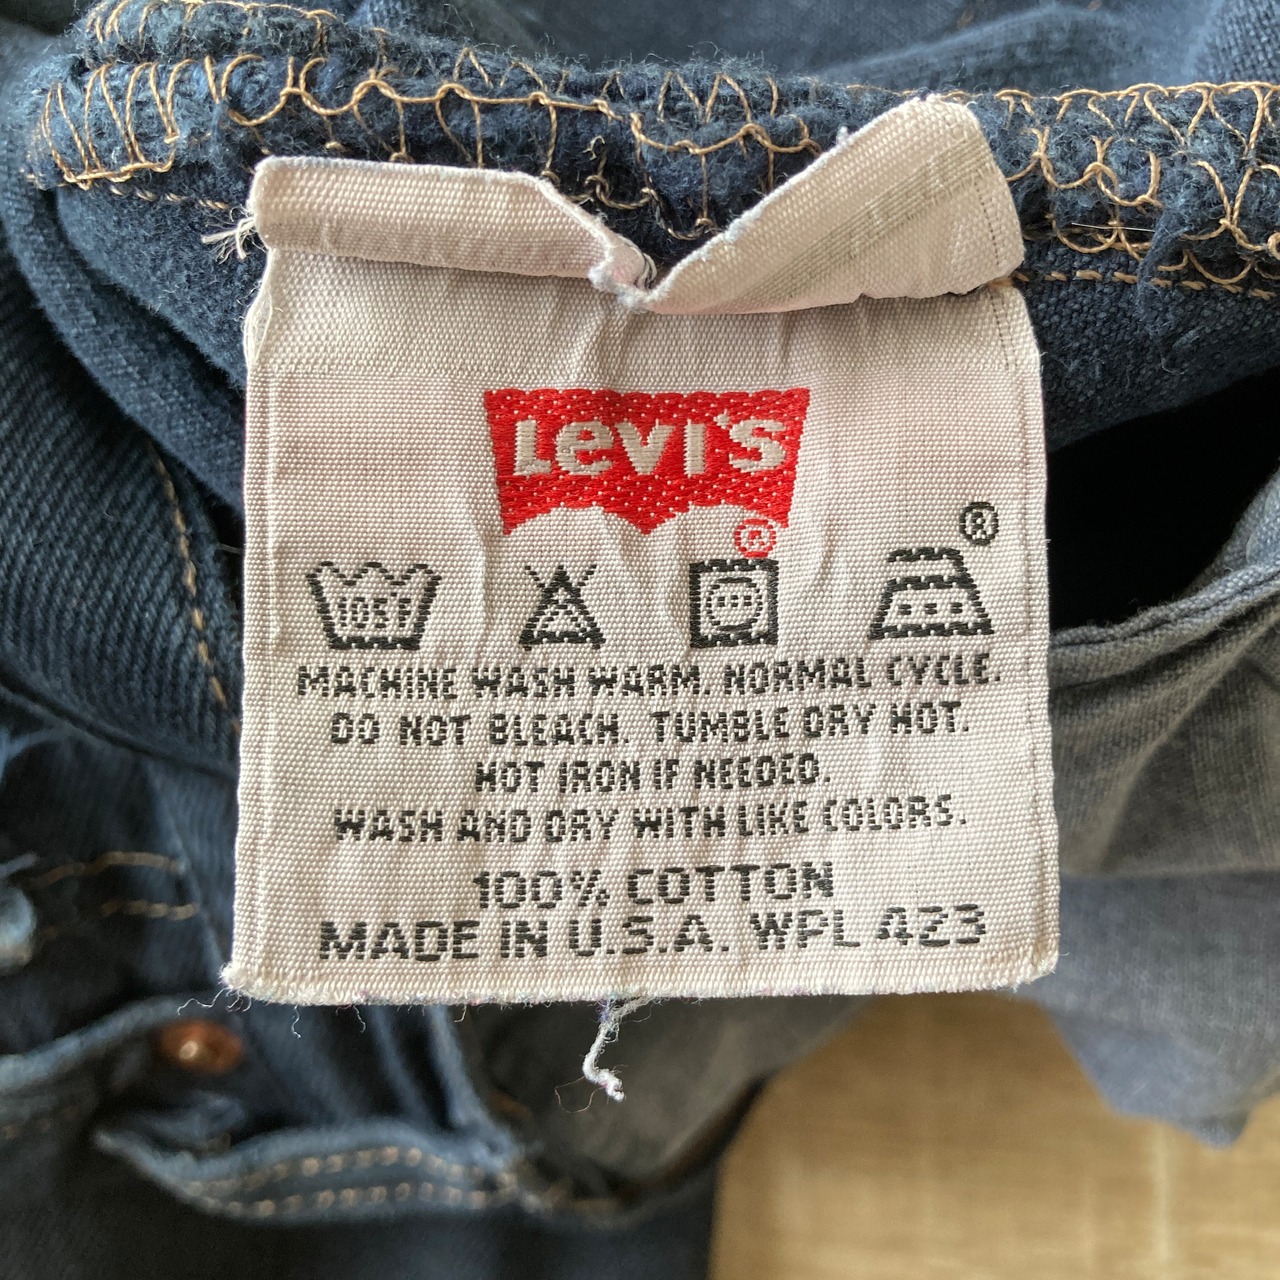 Levi's
®
®
105°F
MACHINE WASH WARM. NORMAL CYCLE.
DO NOT BLEACH. TUMBLE DRY HOT.
HOT IRON IF NEEDED.
WASH AND DRY WITH LIKE COLORS.
100% COTTON
MADE IN U.S.A. WPL 423